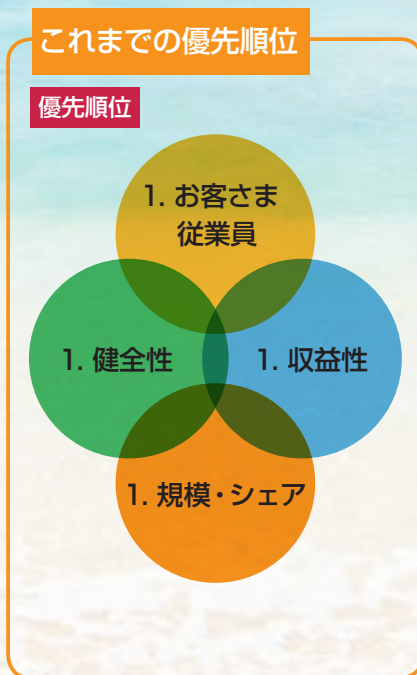 これまでの優先順位
優先順位
1. お客さま
従業員
1. 健全性
1. 収益性
1. 規模・シェア